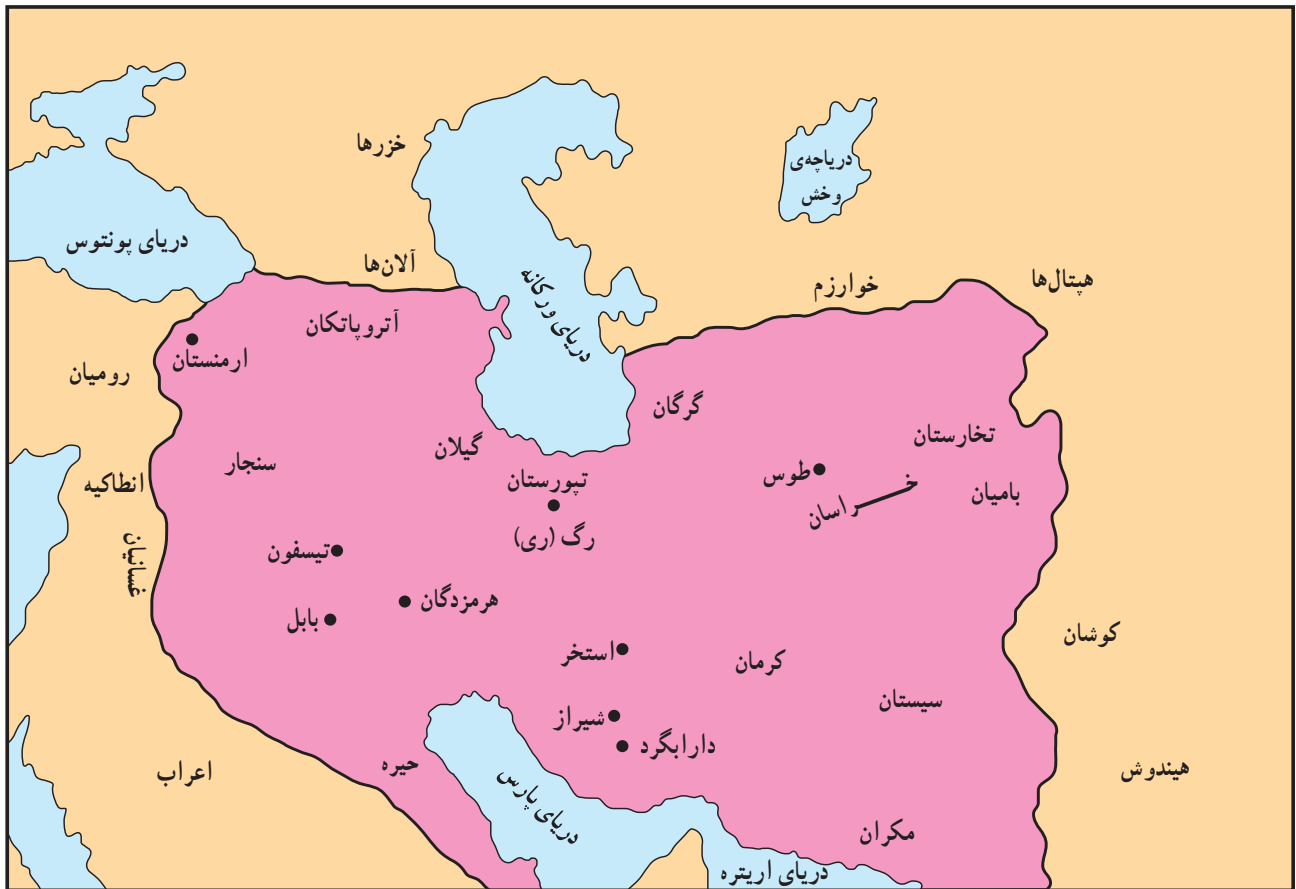 خزرها
دریاچه‌ی
وخش
دریای پونتوس
آلان‌ها
دریای ورکانه
خوارزم
هپتال‌ها
آتروپاتکان
ارمنستان
رومیان
گرگان
تخارستان
گیلان
سنجار
انطاکیه
تپورستان
طوس
خراسان
بامیان
رگ (ری)
غسانیان
تیسفون
هرمزدگان
بابل
کوشان
استخر
کرمان
سیستان
شیراز
دارابگرد
حیره
اعراب
دریای پارس
هیندوش
مکران
دریای اریتره